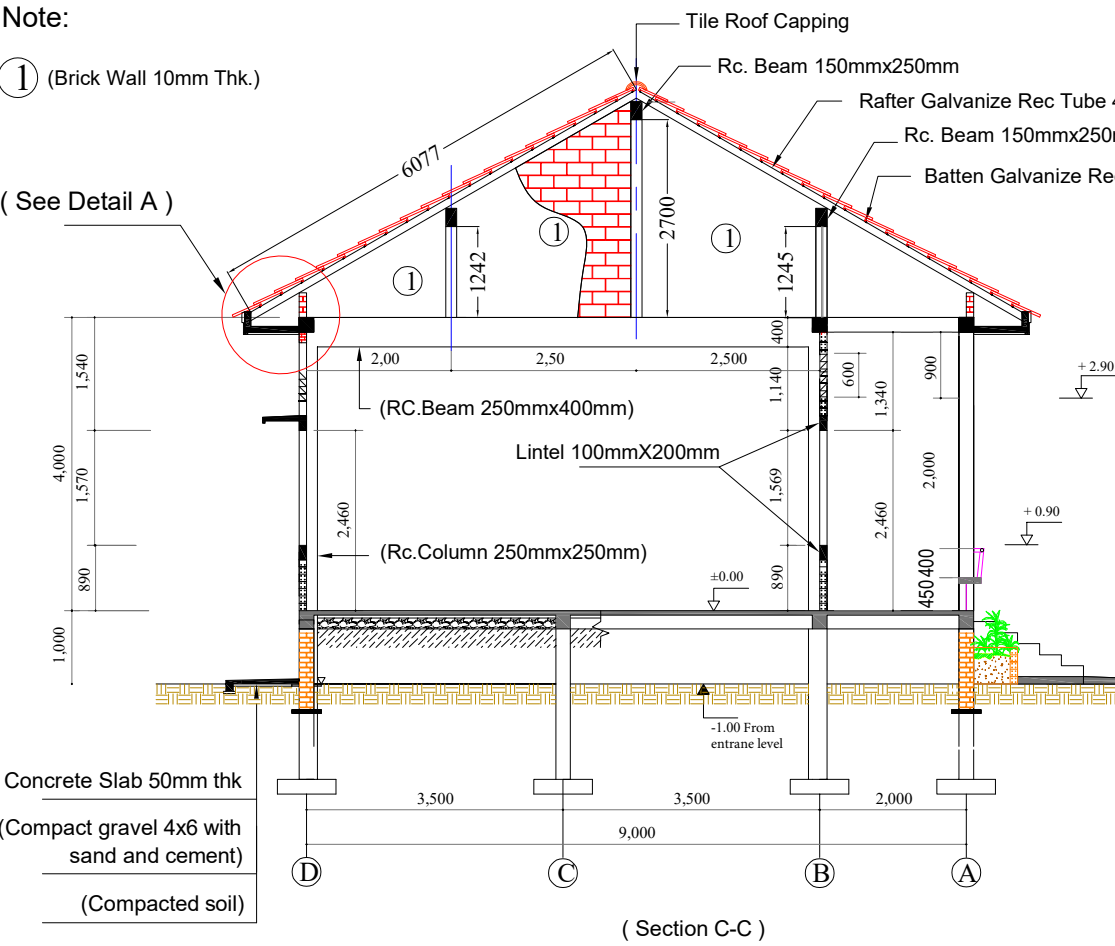 Note:
1 (Brick Wall 10mm Thk.)
Tile Roof Capping
Rc. Beam 150mmx250mm
Rafter Galvanize Rec Tube 4
Rc. Beam 150mmx250m
Batten Galvanize Re
6077
( See Detail A )
1
1
1
2700
1242
1245
400
2,00
2,50
2,500
1,540
1,140
600
1,340
900
+ 2.90
(RC.Beam 250mmx400mm)
Lintel 100mmX200mm
4,000
1,570
1,569
2,000
2,460
2,460
+ 0.90
(Rc.Column 250mmx250mm)
890
890
±0.00
450
400
1,000
-1.00 From
entrane level
Concrete Slab 50mm thk
(Compact gravel 4x6 with
sand and cement)
(Compacted soil)
3,500
3,500
2,000
9,000
D
C
B
A
( Section C-C )